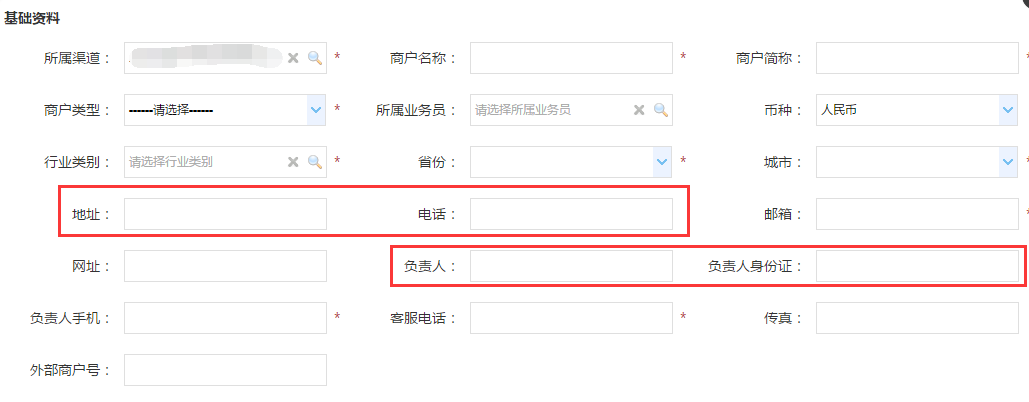 基础资料
所属渠道： * 商户名称： * 商户简称： *
商户类型： ------请选择------ * 所属业务员： 请选择所属业务员 币种： 人民币
行业类别： 请选择行业类别 * 省份： * 城市： *
地址： 电话： 邮箱： *
网址： 负责人： 负责人身份证：
负责人手机： * 客服电话： * 传真：
外部商户号：